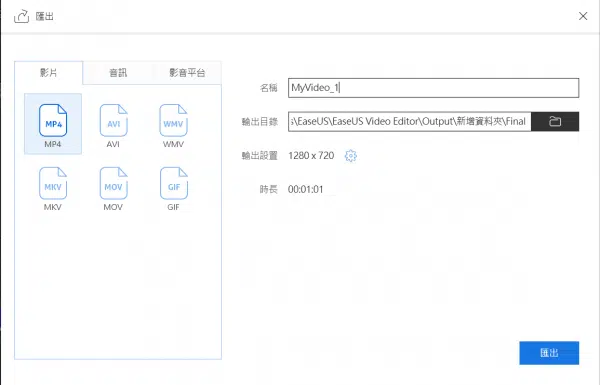 匯出
影片 音訊 影音平台
MP4 AVI WMV
MP4 AVI WMV
MKV MOV GIF
MKV MOV GIF
名稱 MyVideo_1
輸出目錄 s\EaseUS\EaseUS Video Editor\Output\新增資料夾\Final
輸出設置 1280 x 720
時長 00:01:01
匯出